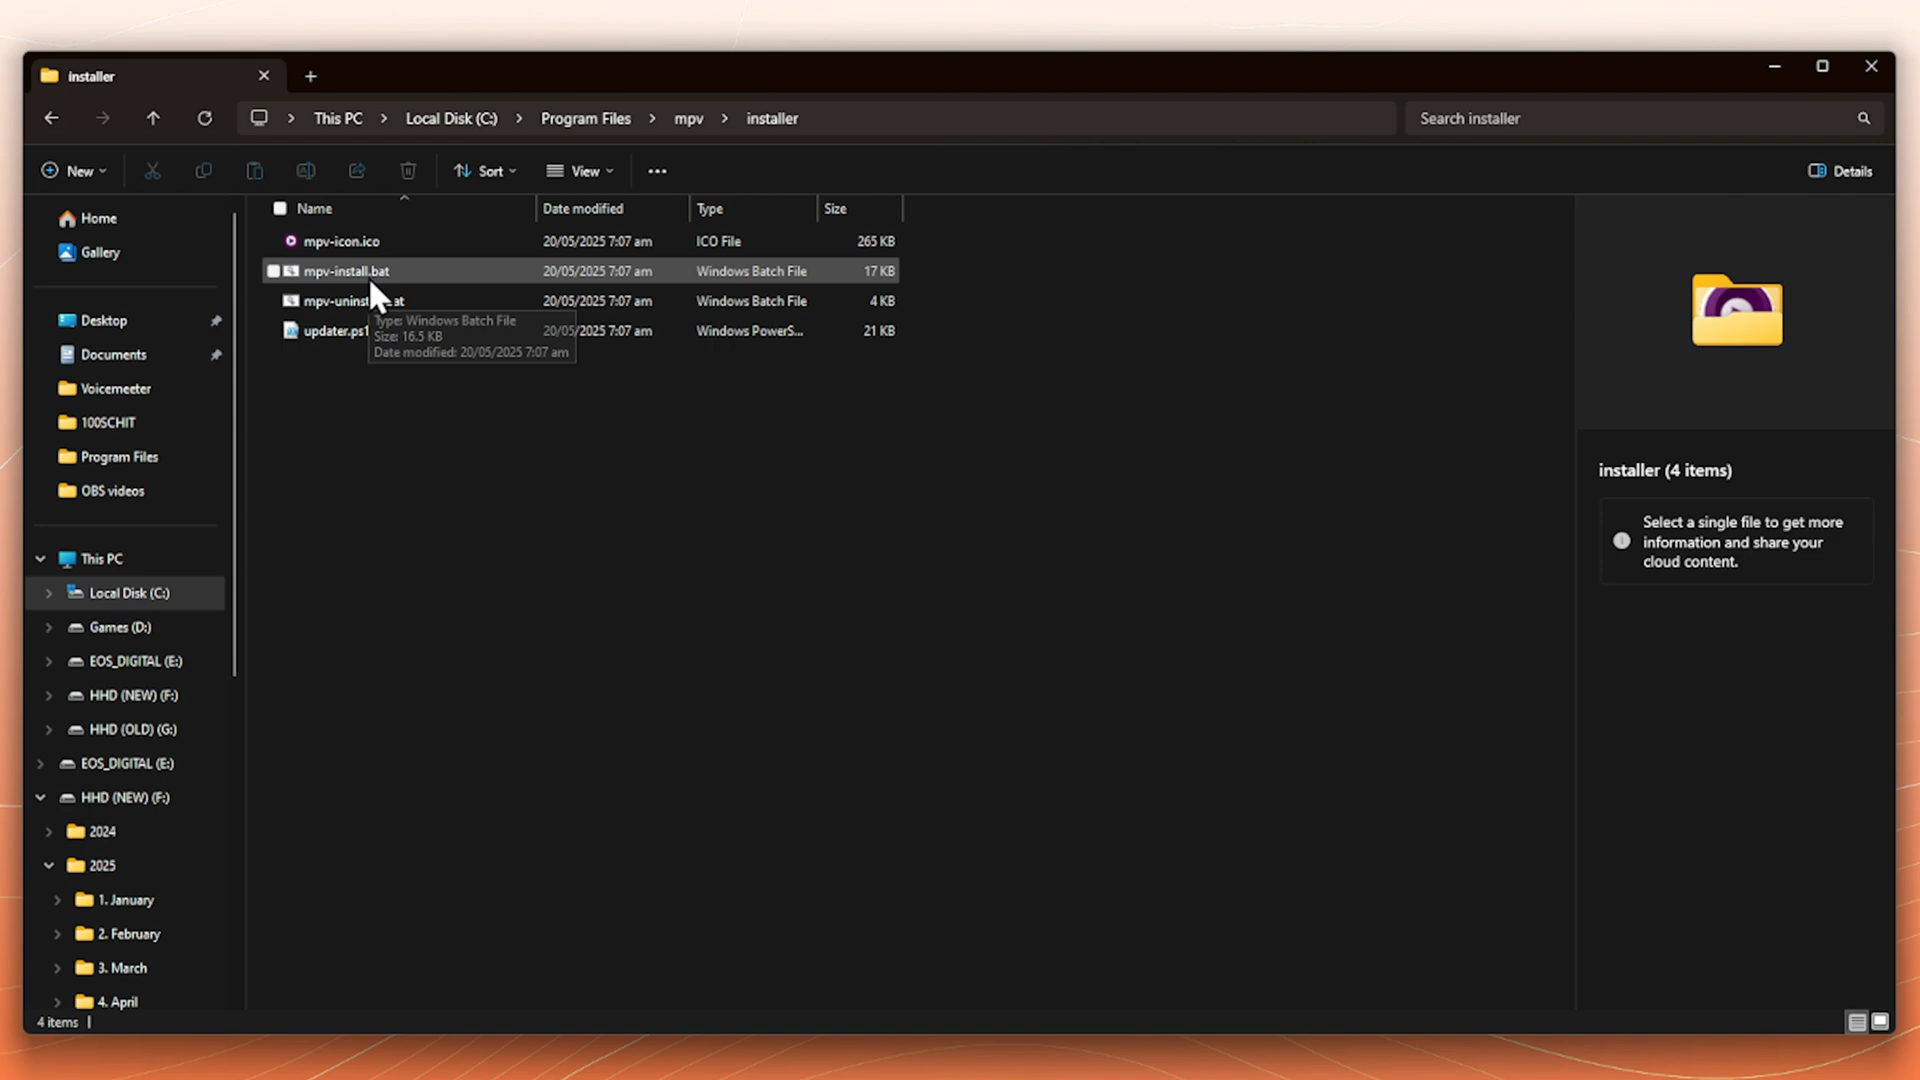 installer
This PC
Local Disk (C:)
Program Files
mpv
installer
Search installer
New
Sort
View
Details
Name
Date modified
Type
Size
mpv-icon.ico 20/05/2025 7:07 am ICO File 265 KB
mpv-install.bat 20/05/2025 7:07 am Windows Batch File 17 KB
20/05/2025 7:07 am Windows Batch File 4 KB
updater.ps1 20/05/2025 7:07 am Windows PowerS... 21 KB
Type: Windows Batch File
Size: 16.5 KB
Date modified: 20/05/2025 7:07 am
Home
Gallery
Desktop
Documents
Voicemeeter
100SCHIT
Program Files
OBS videos
This PC
Local Disk (C:)
Games (D:)
EOS_DIGITAL (E:)
HHD (NEW) (F:)
HHD (OLD) (G:)
EOS_DIGITAL (E:)
HHD (NEW) (F:)
2024
2025
1. January
2. February
3. March
4. April
4 items
installer (4 items)
Select a single file to get more
information and share your
cloud content.